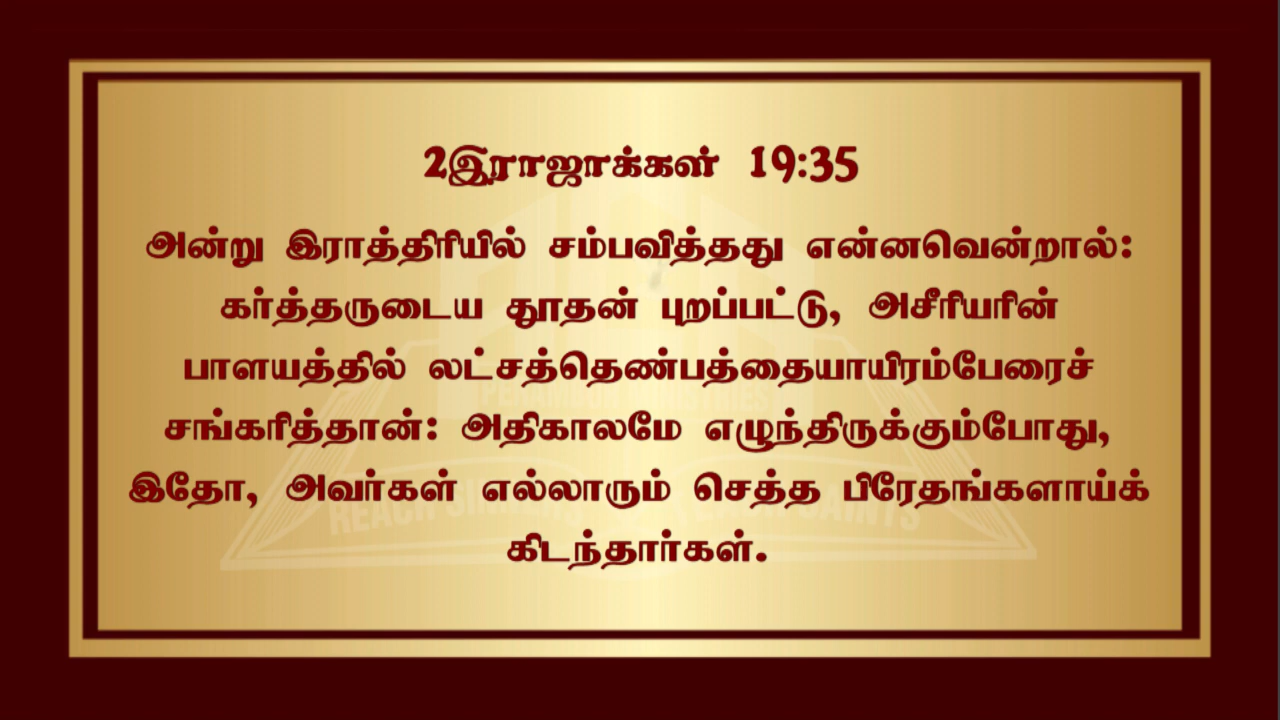 2இராஜாக்கள் 19:35
அன்று இராத்திரியில் சம்பவித்தது என்னவென்றால்:
கர்த்தருடைய தூதன் புறப்பட்டு, அசீரியரின்
பாளயத்தில் லட்சத்தெண்பத்தையாயிரம்பேரைச்
சங்கரித்தான்: அதிகாலமே எழுந்திருக்கும்போது,
இதோ, அவர்கள் எல்லாரும் செத்த பிரேதங்களாய்க்
கிடந்தார்கள்.